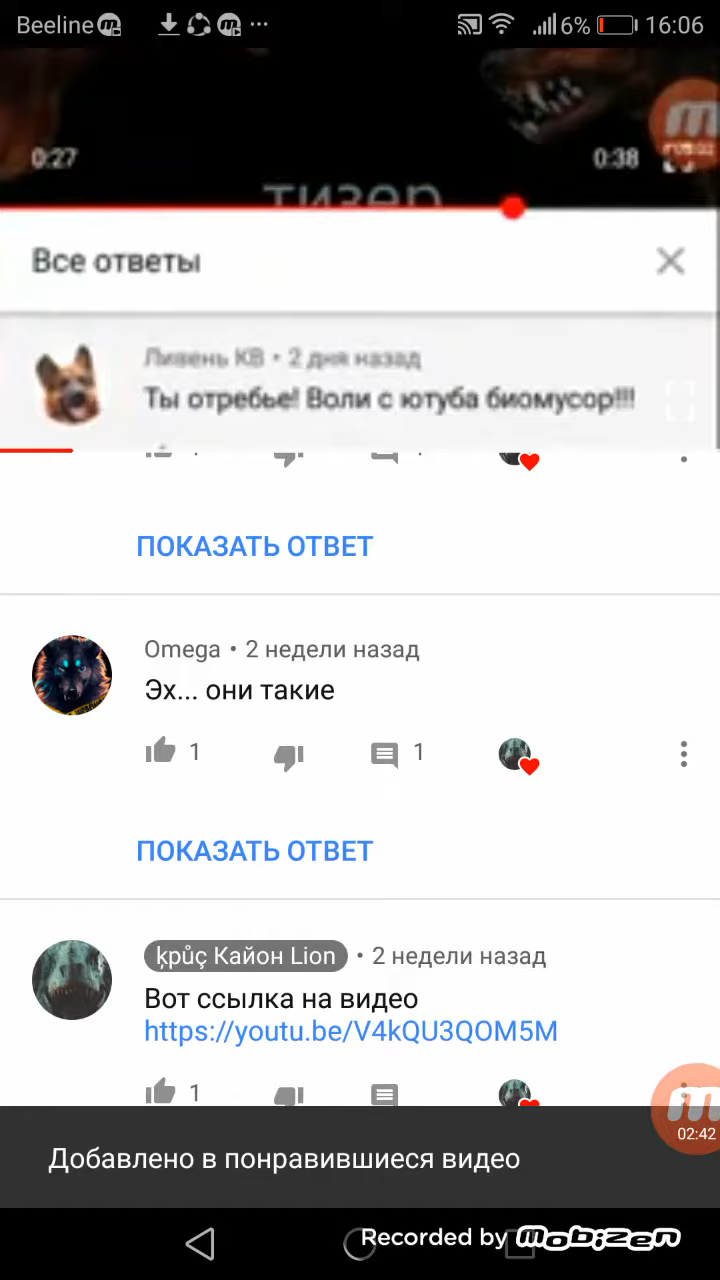 Beeline 6% 16:06
0:27 0:38
тизер
Все ответы
Ливень КВ • 2 дня назад
Ты отребье! Воли с ютуба биомусор!!!
ПОКАЗАТЬ ОТВЕТ
Omega • 2 недели назад
Эх... они такие
1 1
ПОКАЗАТЬ ОТВЕТ
ķpůç Кайон Lion • 2 недели назад
Вот ссылка на видео
https://youtu.be/V4kQU3QOM5M
1
02:42
Добавлено в понравившиеся видео
Recorded by Mobizen